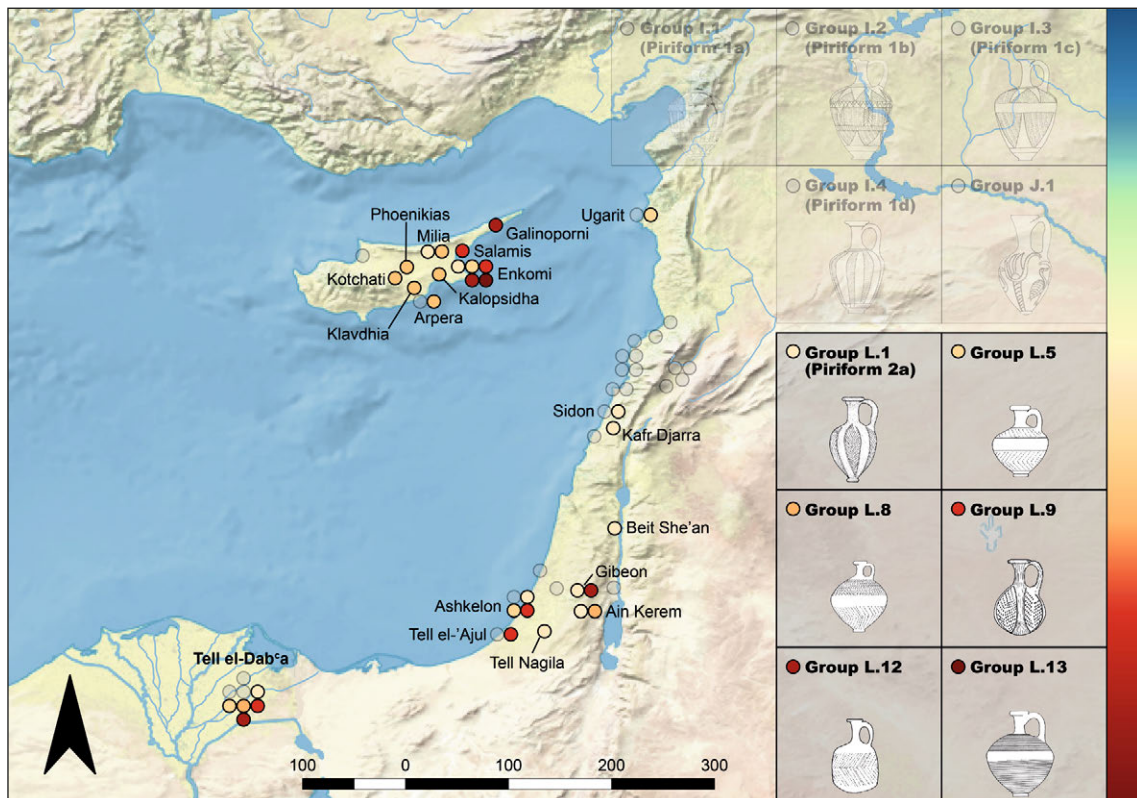 Group I.1
(Piriform 1a)
Group I.2
(Piriform 1b)
Group I.3
(Piriform 1c)
Group I.4
(Piriform 1d)
Group J.1
Group L.1
(Piriform 2a)
Group L.5
Group L.8
Group L.9
Group L.12
Group L.13
Phoenikias
Milia
Galinoporni
Salamis
Kotchati
Enkomi
Kalopsidha
Klavdhia
Arpera
Ugarit
Sidon
Kafr Djarra
Beit She'an
Gibeon
Ashkelon
Ain Kerem
Tell el-'Ajul
Tell Nagila
Tell el-Dabᶜa
100 0 100 200 300